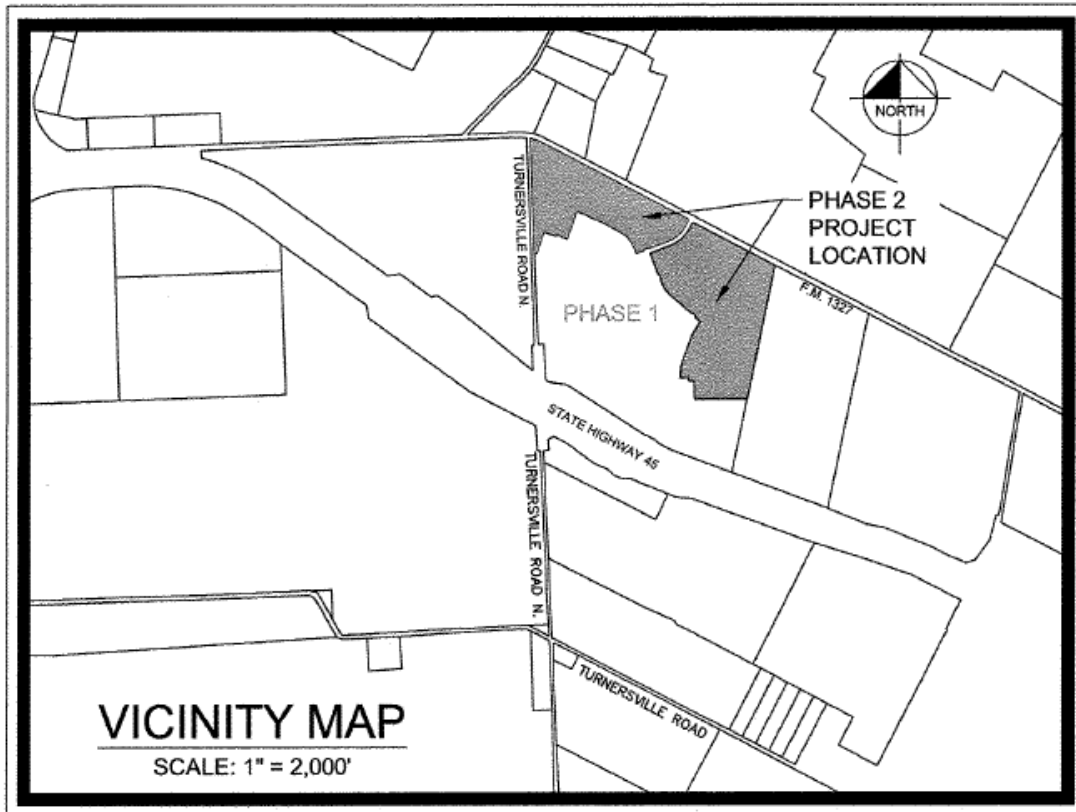 NORTH
TURNERSVILLE ROAD N.
PHASE 2
PROJECT
LOCATION
F.M. 1327
PHASE 1
STATE HIGHWAY 45
TURNERSVILLE ROAD N.
TURNERSVILLE ROAD
VICINITY MAP
SCALE: 1" = 2,000'